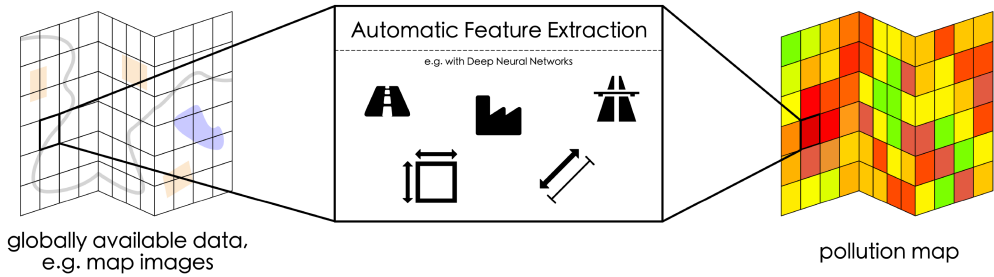 Automatic Feature Extraction
e.g. with Deep Neural Networks
globally available data,
e.g. map images
pollution map